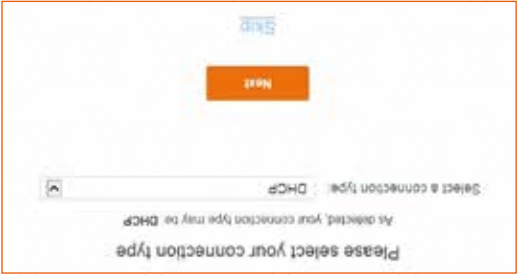 Please select your connection type
As detected, your connection type may be DHCP
Select a connection type: DHCP
Next
Skip